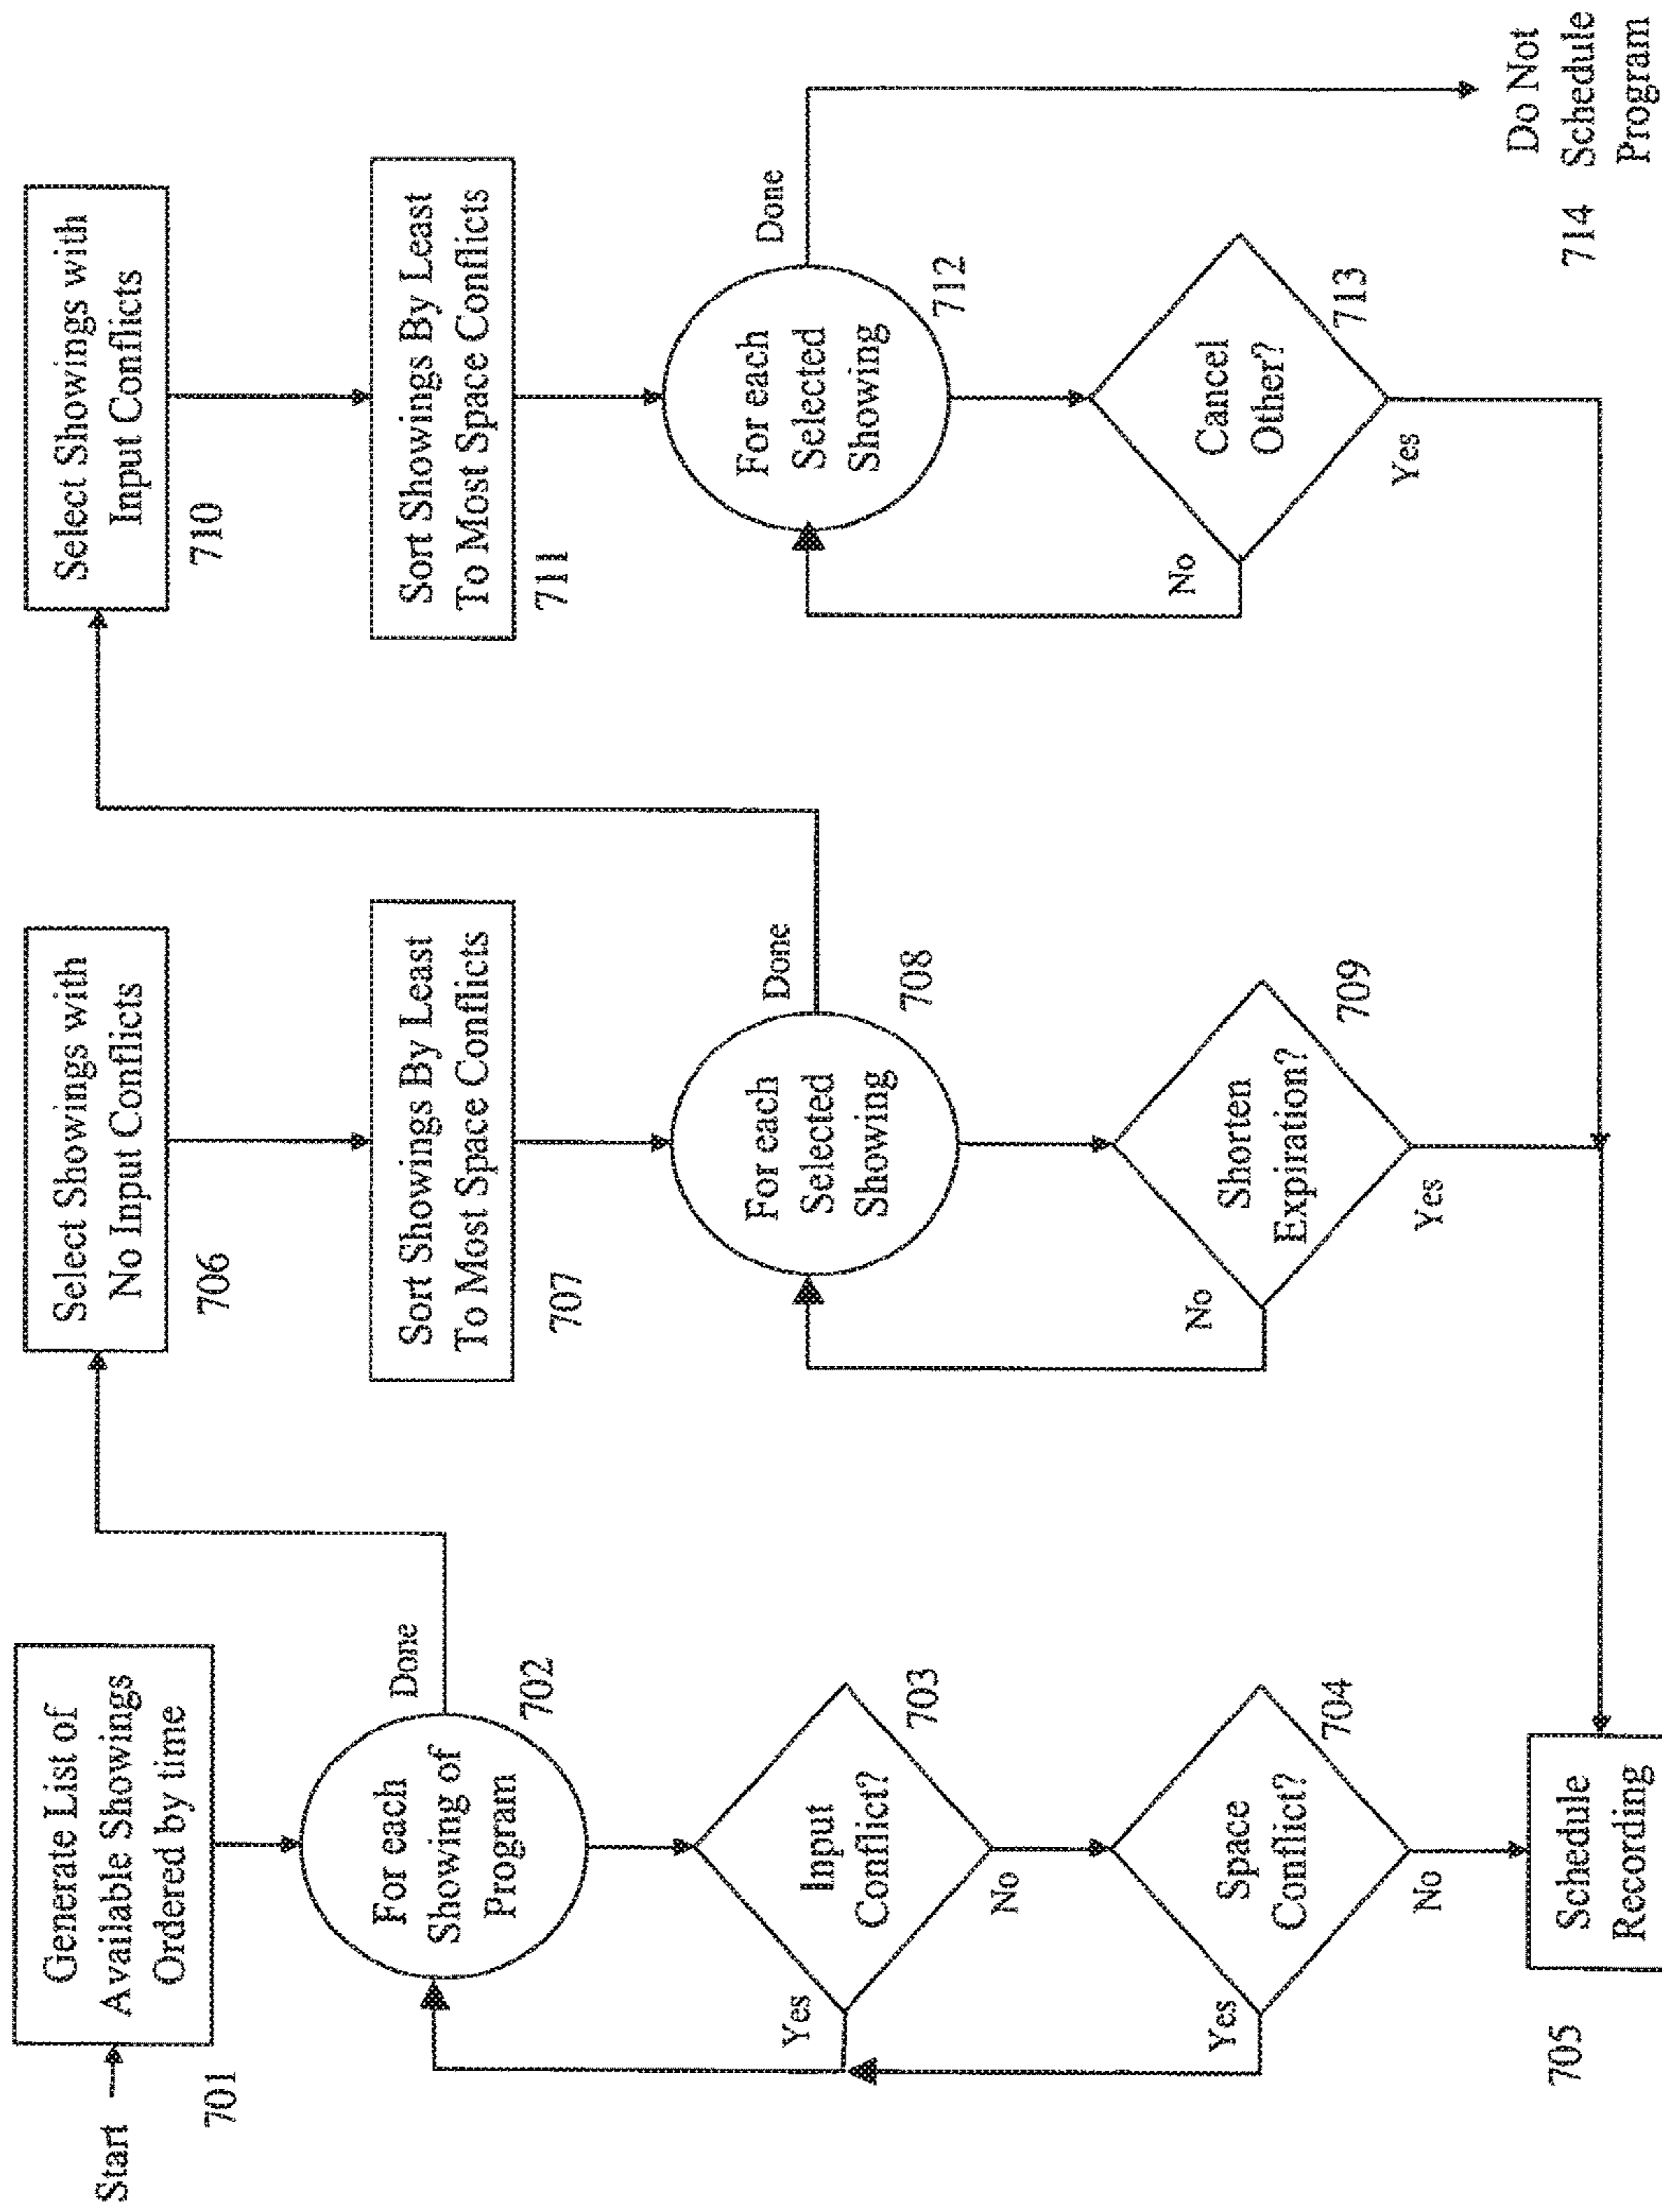 Start
Generate List of
Available Showings
Ordered by time
701
For each
Showing of
Program
Done
702
Input
Conflict?
703
Yes
No
Space
Conflict?
704
Yes
No
Schedule
Recording
705
Select Showings with
No Input Conflicts
706
Sort Showings By Least
To Most Space Conflicts
707
For each
Selected
Showing
Done
708
Shorten
Expiration?
709
No
Yes
Select Showings with
Input Conflicts
710
Sort Showings By Least
To Most Space Conflicts
711
For each
Selected
Showing
Done
712
Cancel
Other?
713
No
Yes
714
Do Not
Schedule
Program